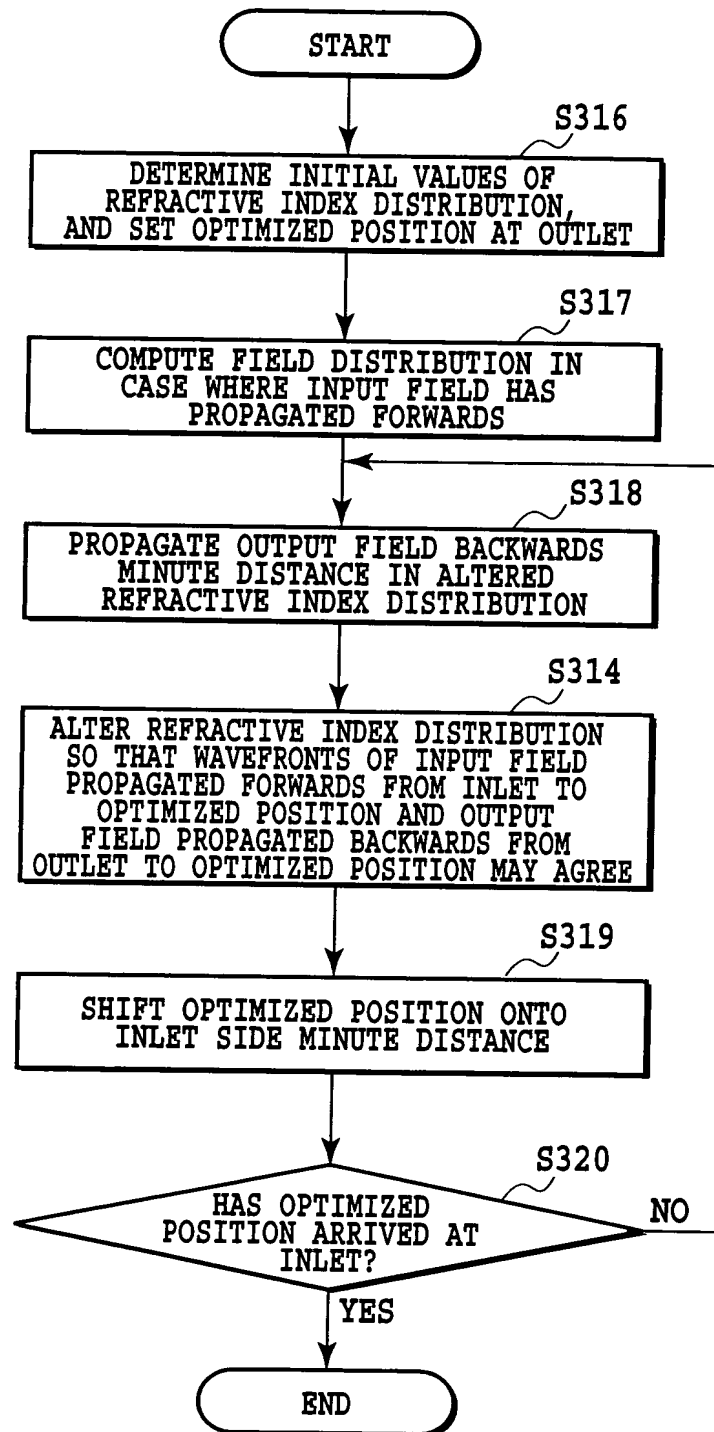 START
S316
DETERMINE INITIAL VALUES OF
REFRACTIVE INDEX DISTRIBUTION,
AND SET OPTIMIZED POSITION AT OUTLET
S317
COMPUTE FIELD DISTRIBUTION IN
CASE WHERE INPUT FIELD HAS
PROPAGATED FORWARDS
S318
PROPAGATE OUTPUT FIELD BACKWARDS
MINUTE DISTANCE IN ALTERED
REFRACTIVE INDEX DISTRIBUTION
S314
ALTER REFRACTIVE INDEX DISTRIBUTION
SO THAT WAVEFRONTS OF INPUT FIELD
PROPAGATED FORWARDS FROM INLET TO
OPTIMIZED POSITION AND OUTPUT
FIELD PROPAGATED BACKWARDS FROM
OUTLET TO OPTIMIZED POSITION MAY AGREE
S319
SHIFT OPTIMIZED POSITION ONTO
INLET SIDE MINUTE DISTANCE
S320
HAS OPTIMIZED
POSITION ARRIVED AT
INLET?
NO
YES
END